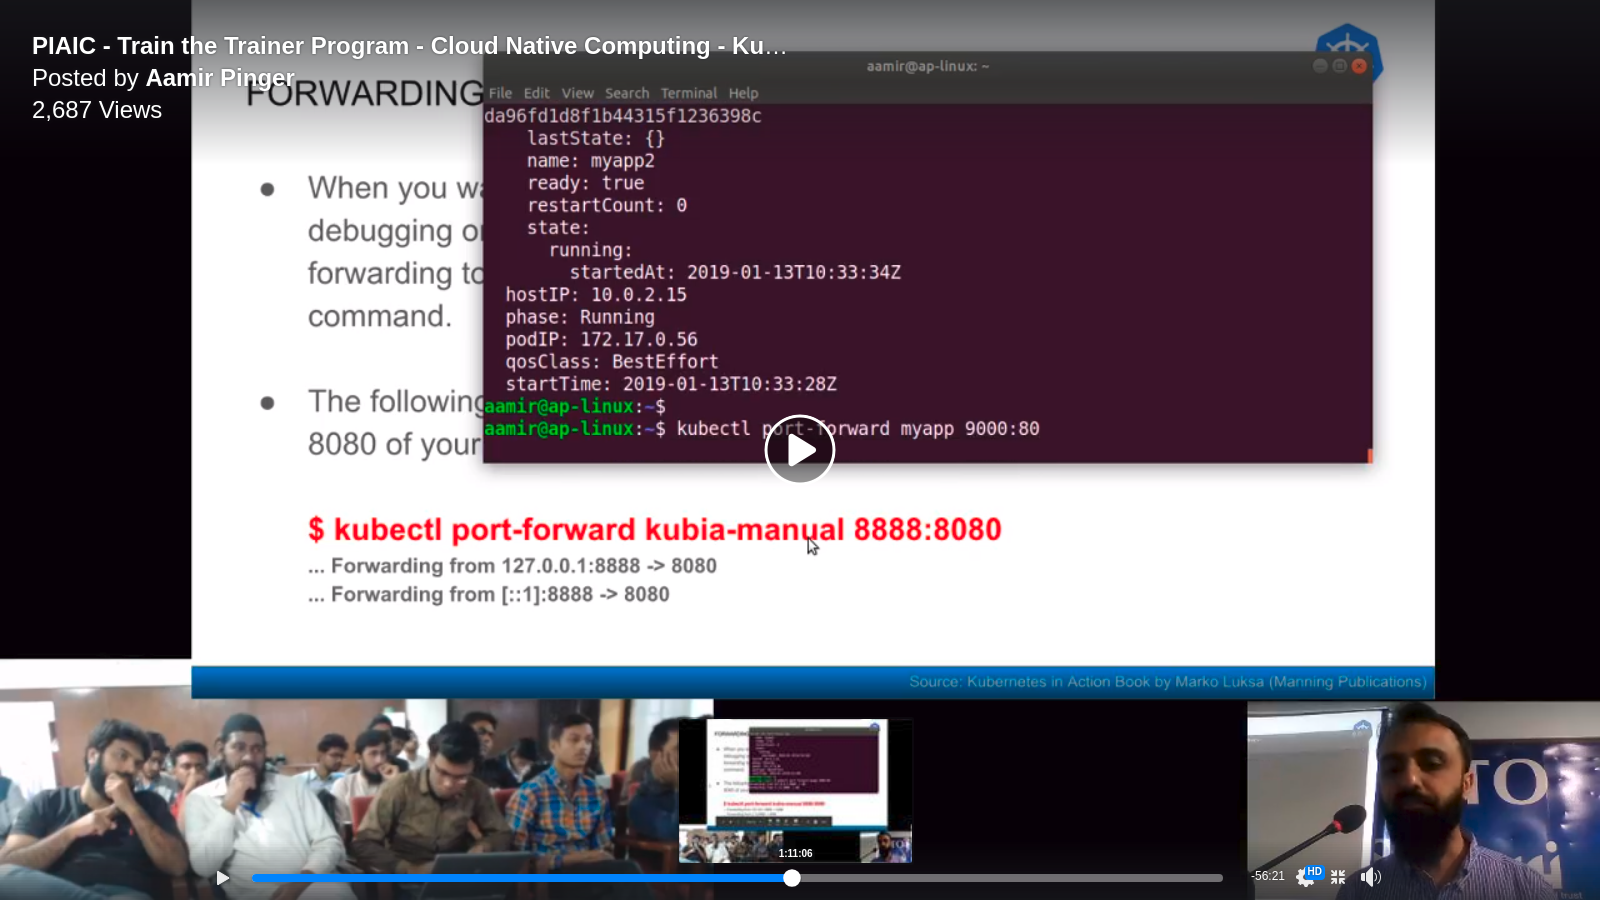 PIAIC - Train the Trainer Program - Cloud Native Computing - Ku...
Posted by Aamir Pinger
2,687 Views
FORWARDING
aamir@ap-linux: ~
File Edit View Search Terminal Help
da96fd1d8f1b44315f1236398c
lastState: {}
name: myapp2
ready: true
restartCount: 0
state:
running:
startedAt: 2019-01-13T10:33:34Z
hostIP: 10.0.2.15
phase: Running
podIP: 172.17.0.56
qosClass: BestEffort
startTime: 2019-01-13T10:33:28Z
aamir@ap-linux:~$
aamir@ap-linux:~$ kubectl port-forward myapp 9000:80
● When you wa
debugging or
forwarding to
command.
● The following
8080 of your
$ kubectl port-forward kubia-manual 8888:8080
... Forwarding from 127.0.0.1:8888 -> 8080
... Forwarding from [::1]:8888 -> 8080
Source: Kubernetes in Action Book by Marko Luksa (Manning Publications)
1:11:06
-56:21
HD